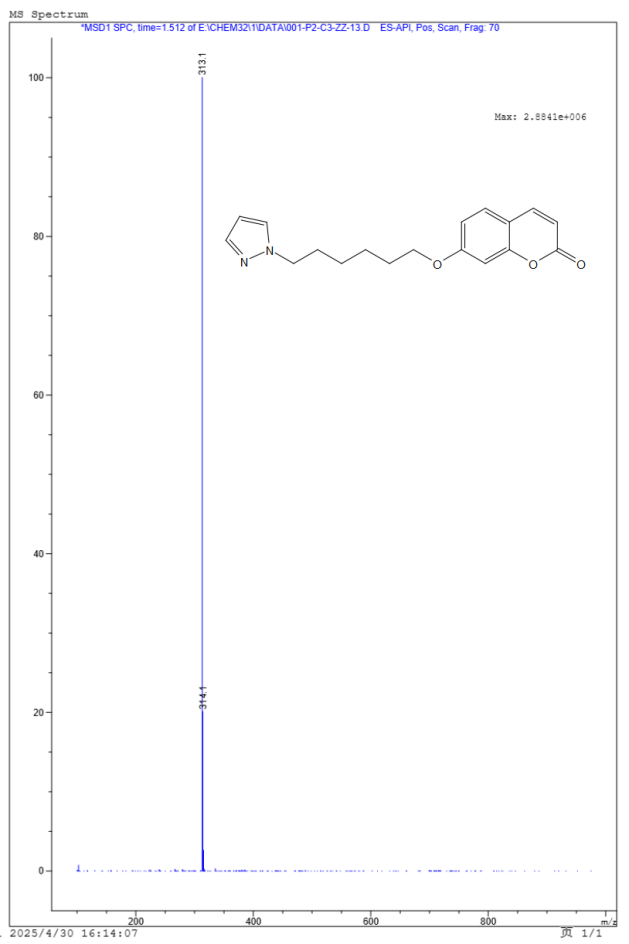 MS Spectrum
*MSD1 SPC, time=1.512 of E:\CHEM32\1\DATA\001-P2-C3-ZZ-13.D ES-API, Pos, Scan, Frag: 70
313.1
100
Max: 2.8841e+006
80
N
N
O
O
O
60
40
314.1
20
0
200
400
600
800
m/z
2025/4/30 16:14:07
页 1/1